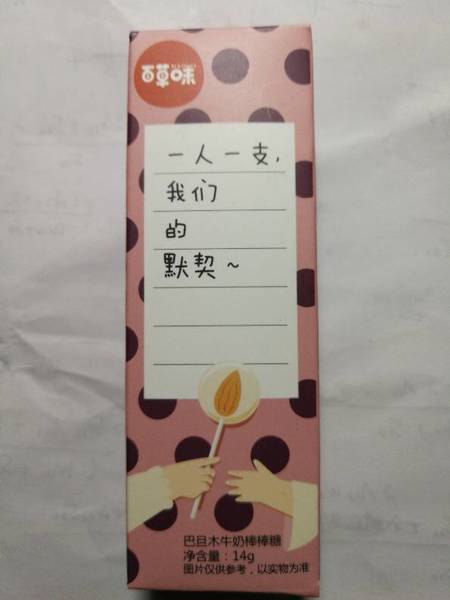 百草味
一人一支，
我们
的
默契～
巴旦木牛奶棒棒糖
净含量：14g
图片仅供参考，以实物为准